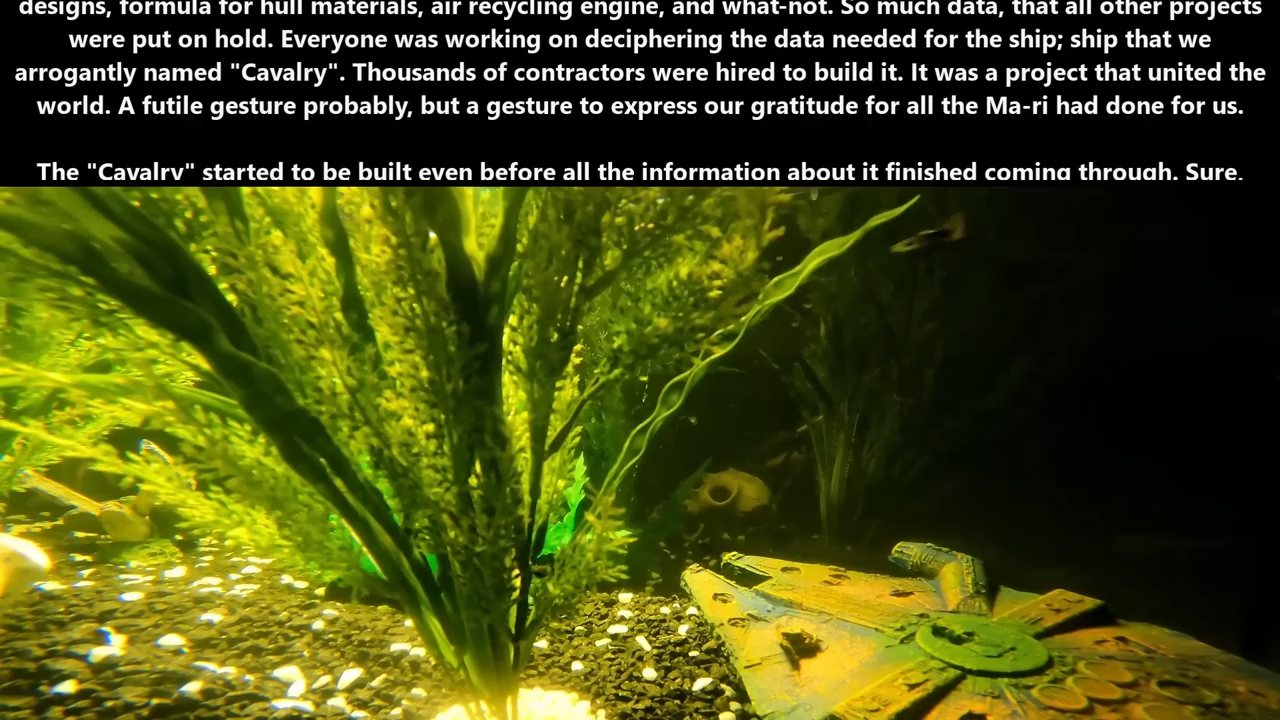 designs, formula for hull materials, air recycling engine, and what-not. So much data, that all other projects
were put on hold. Everyone was working on deciphering the data needed for the ship; ship that we
arrogantly named "Cavalry". Thousands of contractors were hired to build it. It was a project that united the
world. A futile gesture probably, but a gesture to express our gratitude for all the Ma-ri had done for us.
The "Cavalry" started to be built even before all the information about it finished coming through. Sure,